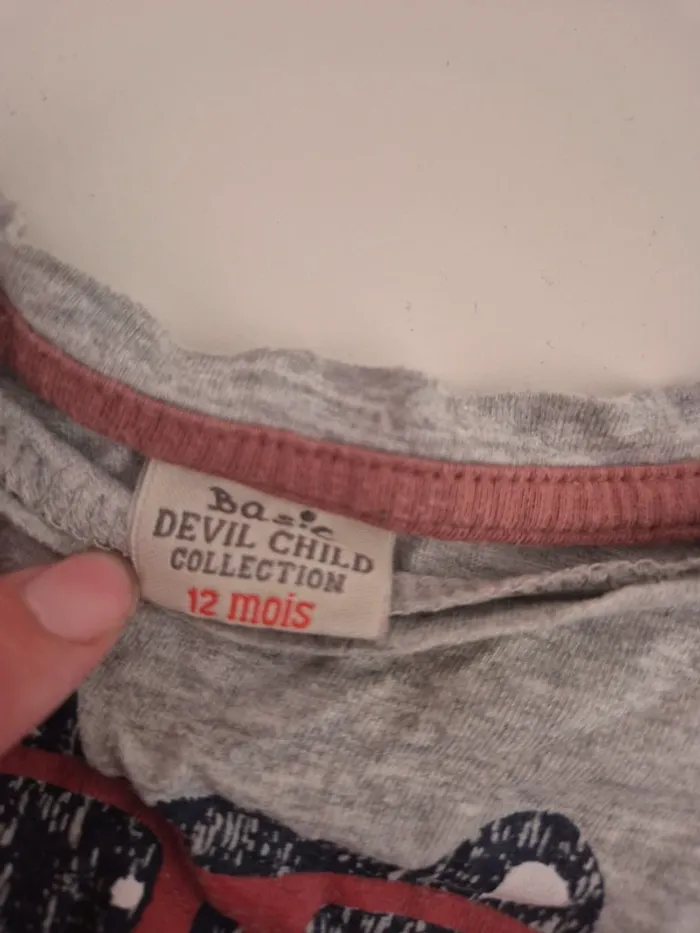 Basic
DEVIL CHILD
COLLECTION
12 mois